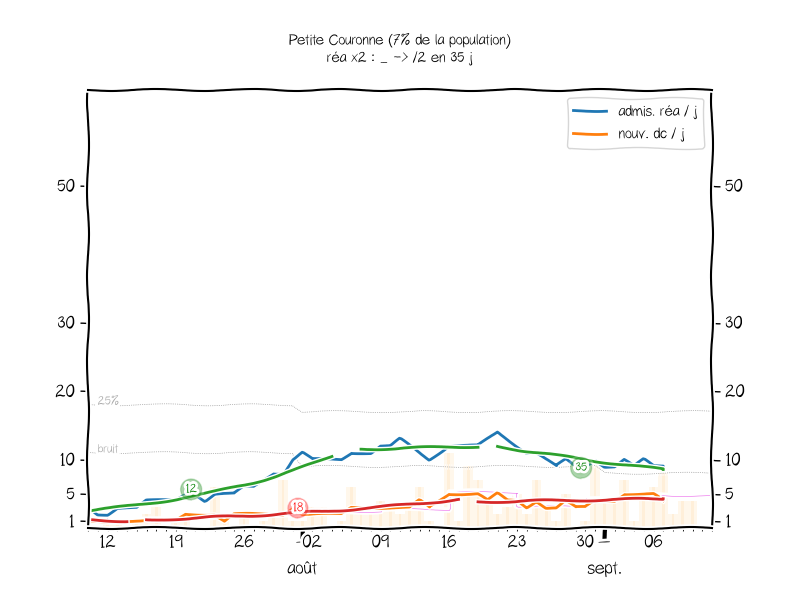 Petite Couronne (7% de la population)
réa x2 : _ -> /2 en 35 j
admis. réa / j
nouv. dc / j
50 50
30 30
20 20
25%
bruit
10 10
35
12
5 5
18
1 1
12 19 26 02 09 16 23 30 06
août sept.